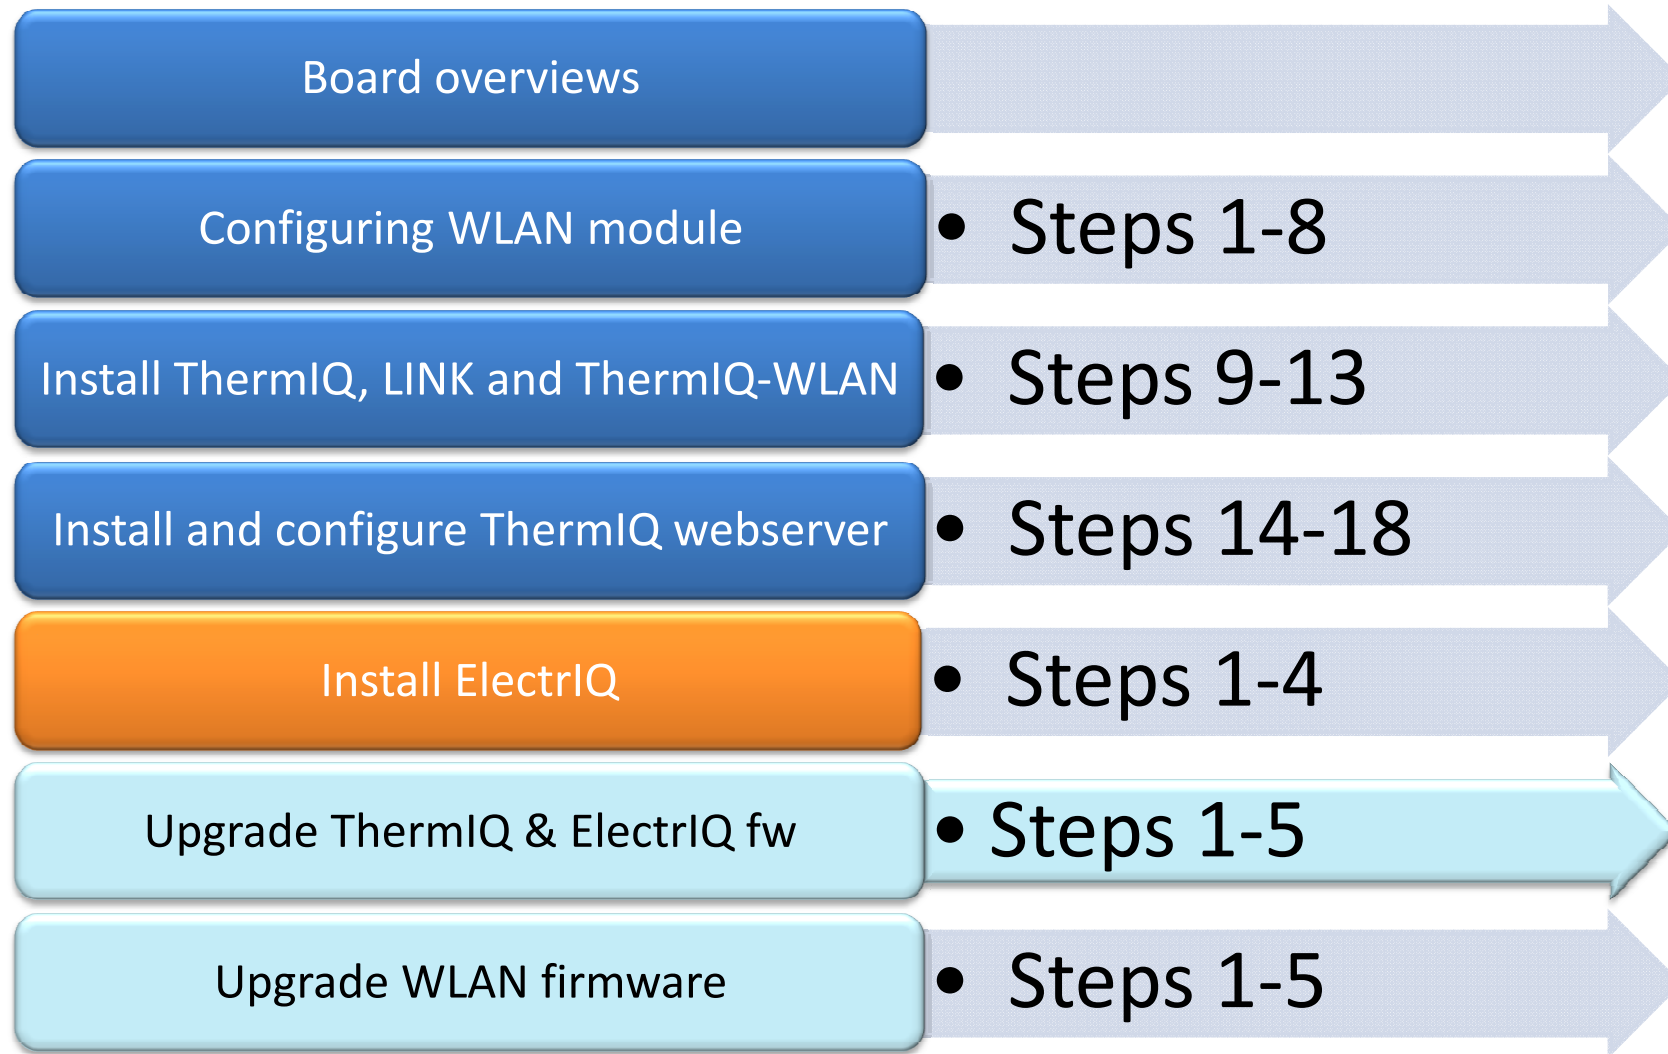 Board overviews
Configuring WLAN module
• Steps 1-8
Install ThermIQ, LINK and ThermIQ-WLAN
• Steps 9-13
Install and configure ThermIQ webserver
• Steps 14-18
Install ElectrIQ
• Steps 1-4
Upgrade ThermIQ & ElectrIQ fw
• Steps 1-5
Upgrade WLAN firmware
• Steps 1-5